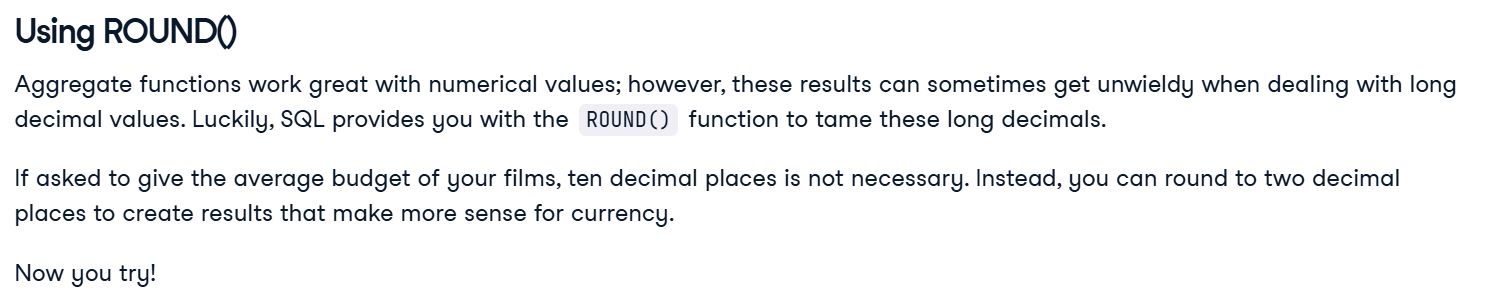 Using ROUND()
Aggregate functions work great with numerical values; however, these results can sometimes get unwieldy when dealing with long
decimal values. Luckily, SQL provides you with the ROUND() function to tame these long decimals.
If asked to give the average budget of your films, ten decimal places is not necessary. Instead, you can round to two decimal
places to create results that make more sense for currency.
Now you try!